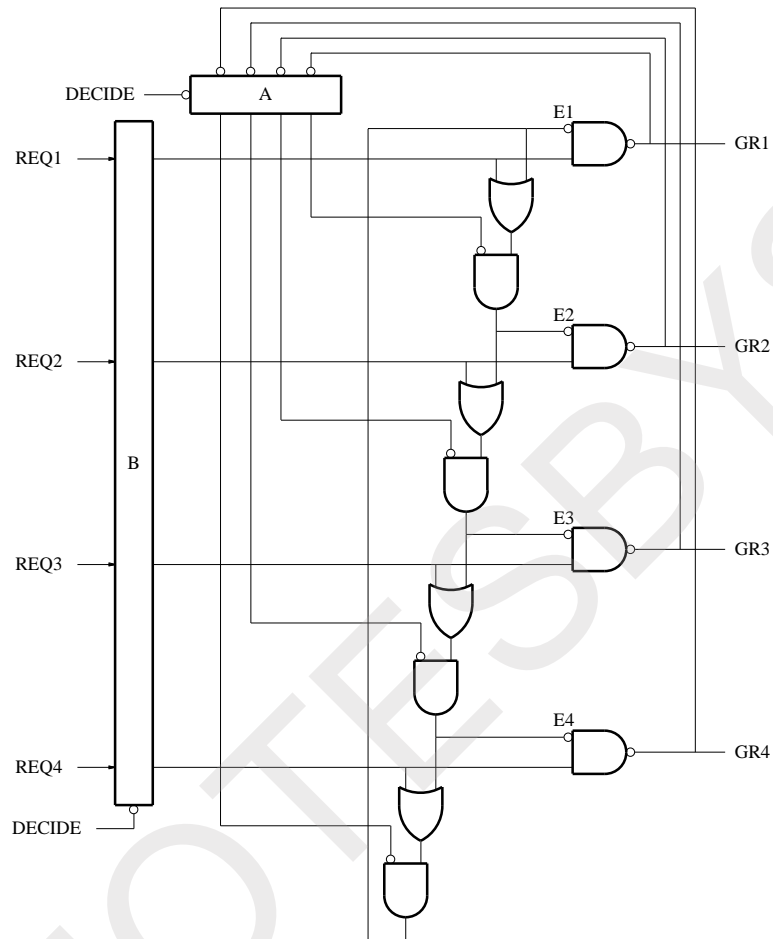 DECIDE
A
E1
REQ1
GR1
E2
REQ2
GR2
B
E3
REQ3
GR3
E4
REQ4
GR4
DECIDE